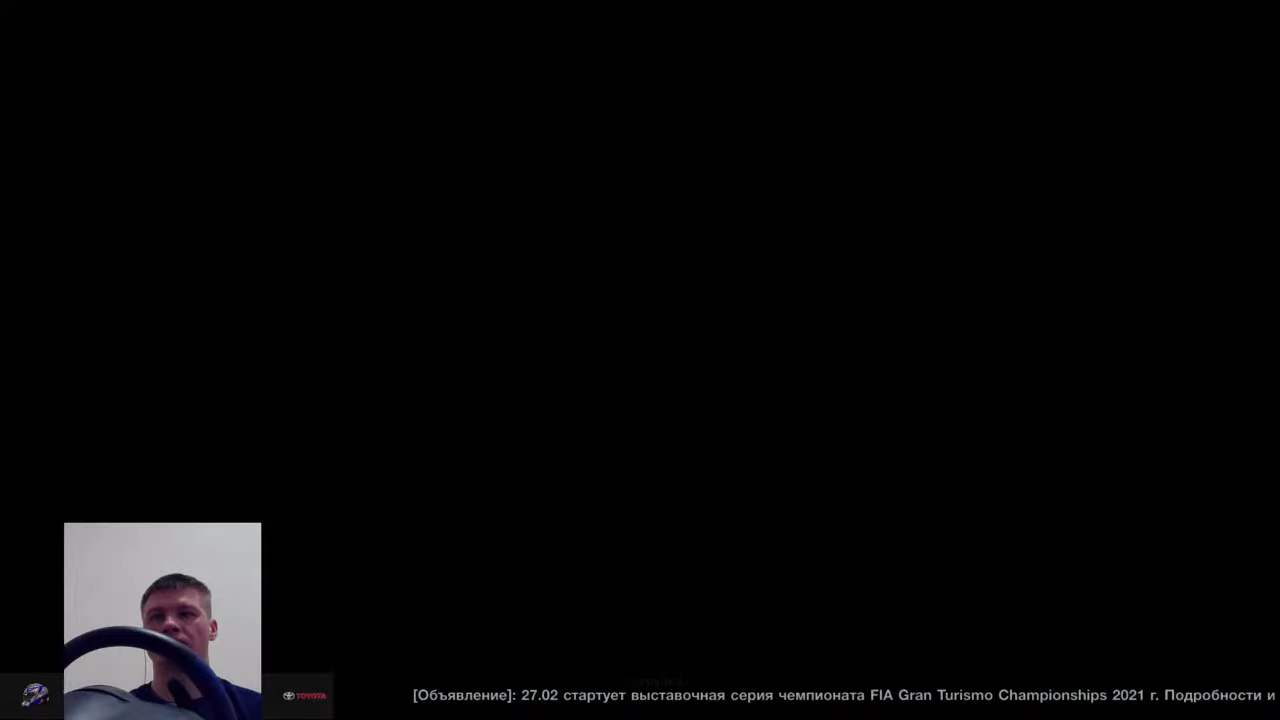 TOYOTA
[Объявление]: 27.02 стартует выставочная серия чемпионата FIA Gran Turismo Championships 2021 г. Подробности и